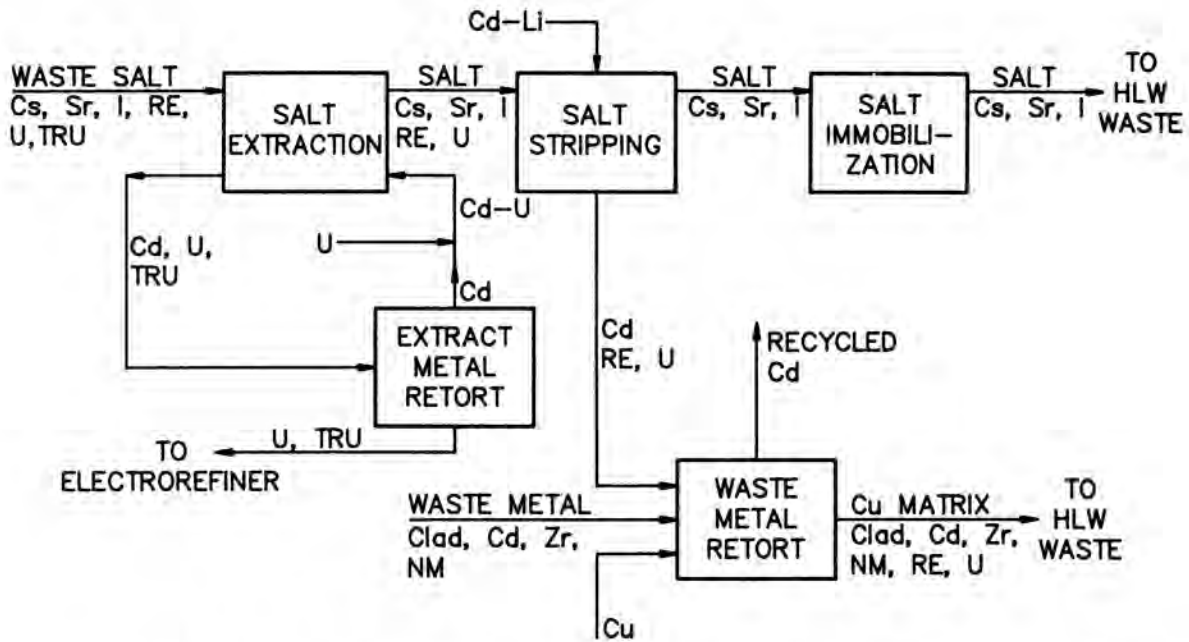 Cd-Li
WASTE SALT
Cs, Sr, I, RE,
U,TRU
SALT
EXTRACTION
SALT
Cs, Sr, I
RE, U
SALT
STRIPPING
SALT
Cs, Sr, I
SALT
IMMOBILI-
ZATION
SALT
Cs, Sr, I
TO
HLW
WASTE
Cd, U,
TRU
U
Cd-U
Cd
EXTRACT
METAL
RETORT
U, TRU
TO
ELECTROREFINER
Cd
RE, U
RECYCLED
Cd
WASTE METAL
Clad, Cd, Zr,
NM
Cu
WASTE
METAL
RETORT
Cu MATRIX
Clad, Cd, Zr,
NM, RE, U
TO
HLW
WASTE